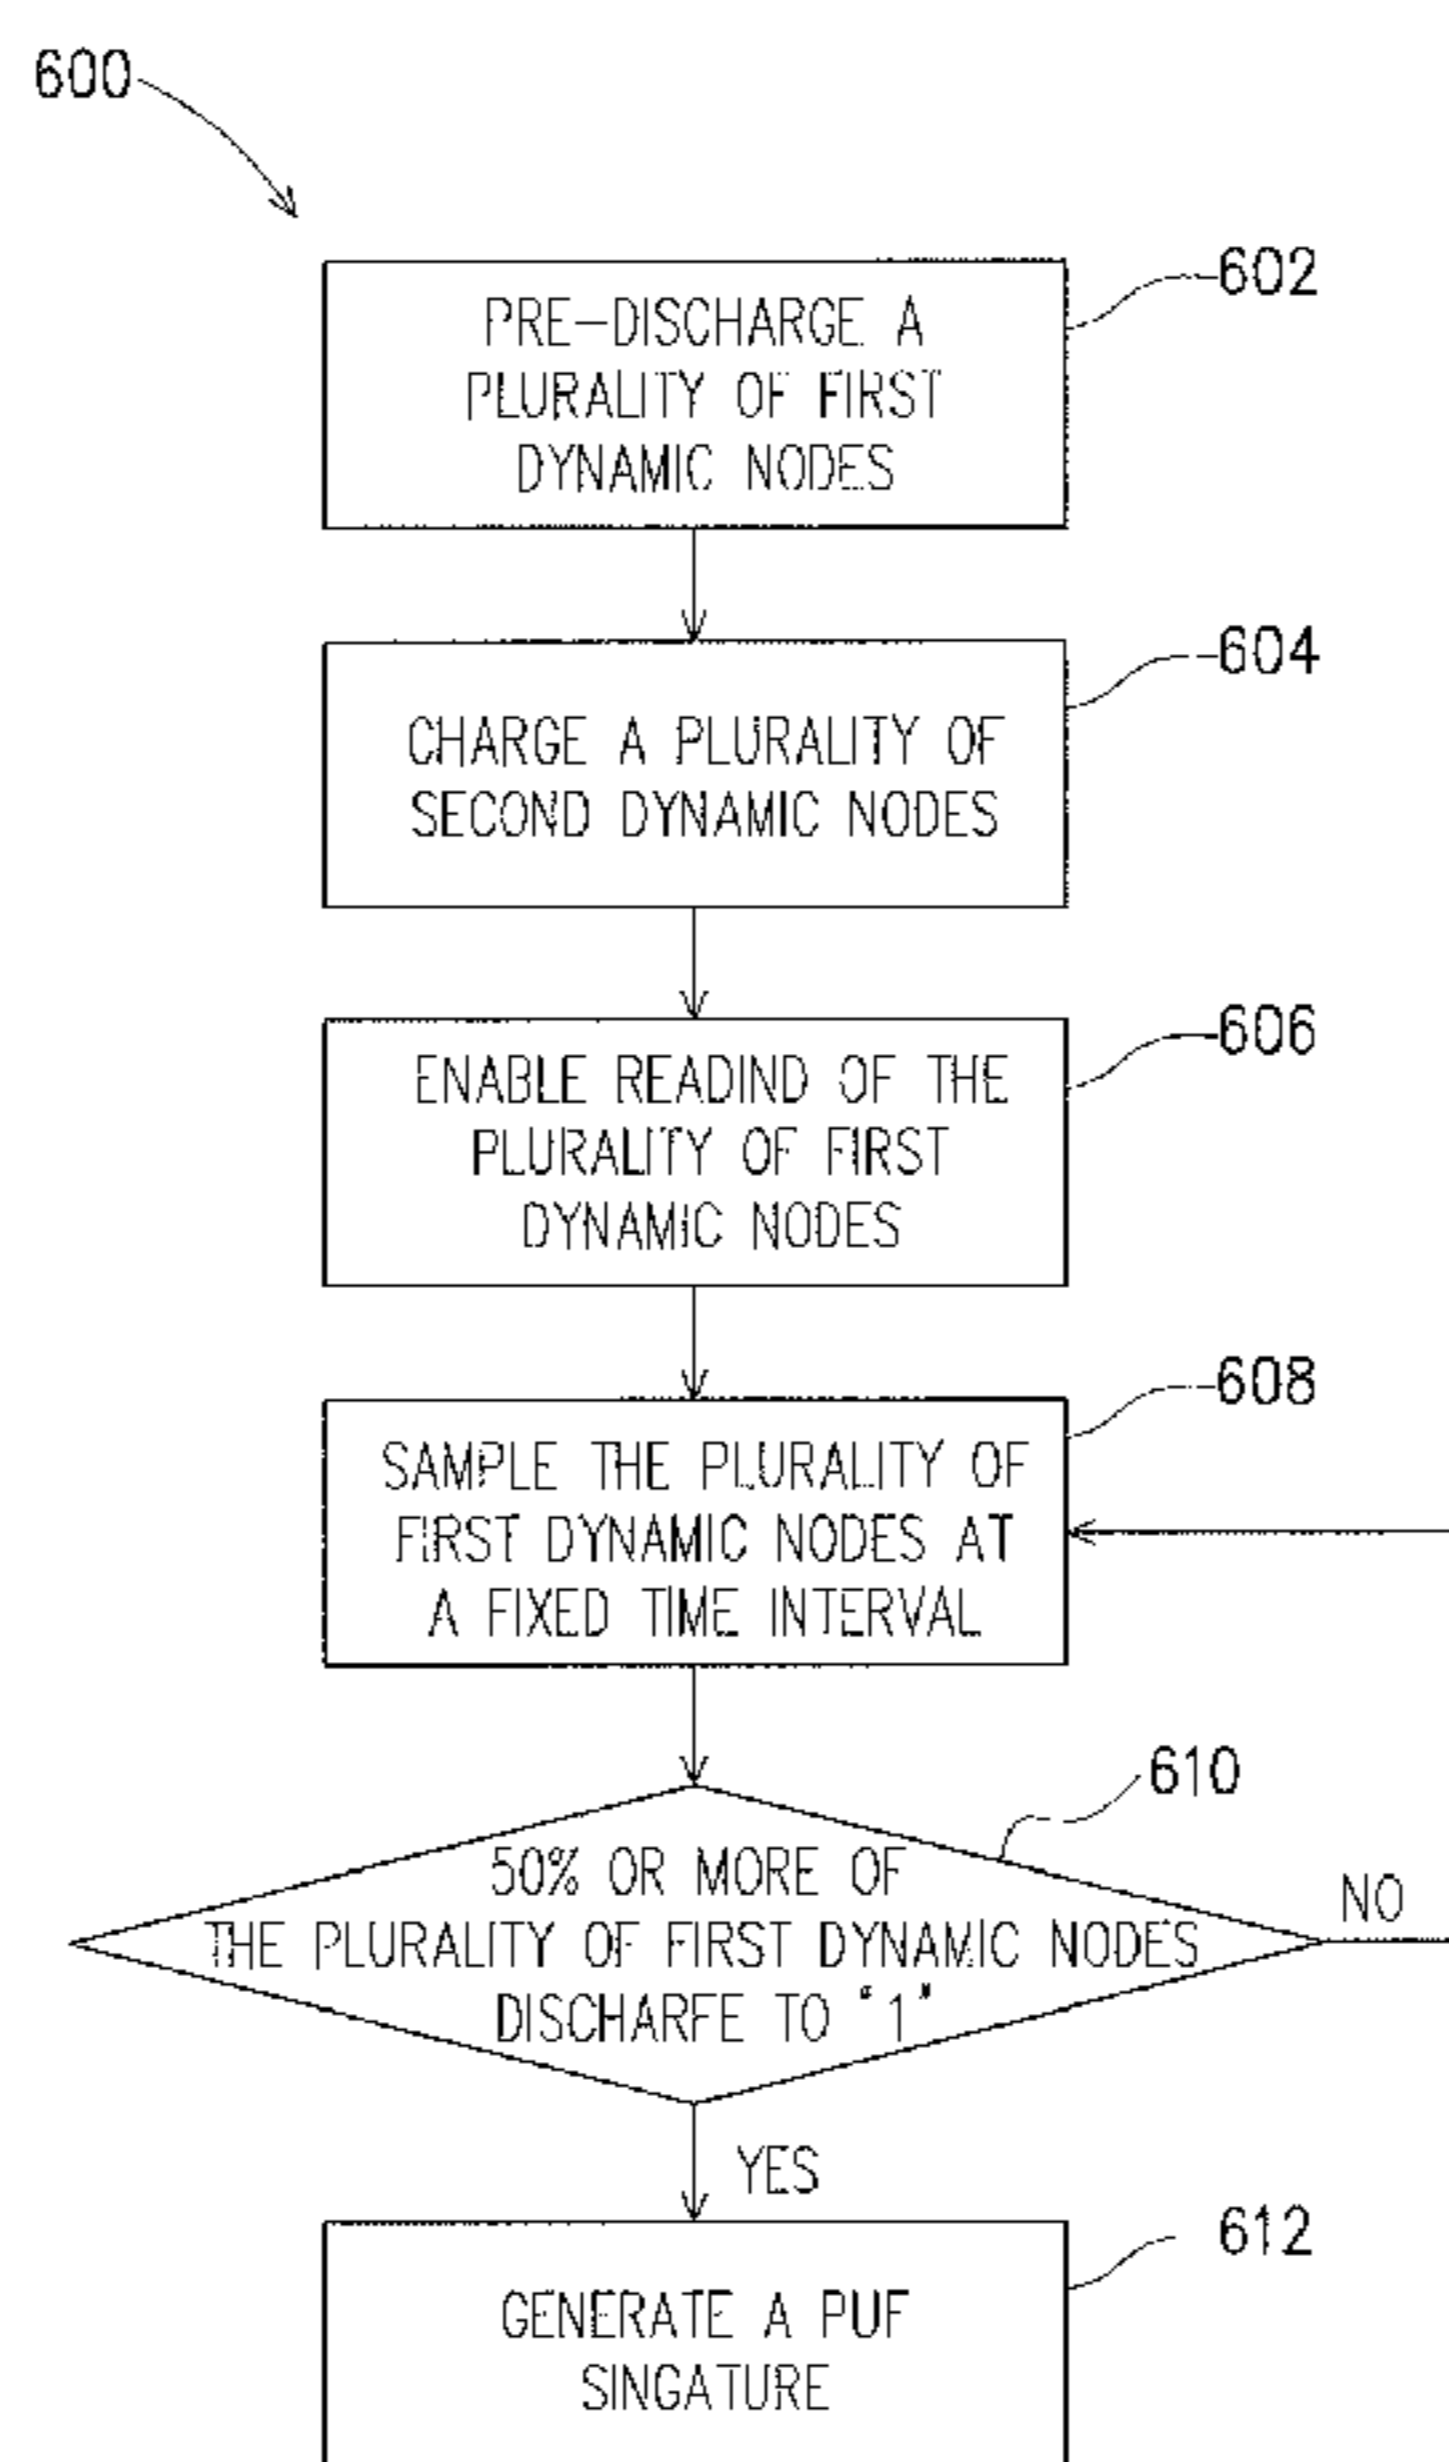 600
602
PRE-DISCHARGE A
PLURALITY OF FIRST
DYNAMIC NODES
604
CHARGE A PLURALITY OF
SECOND DYNAMIC NODES
606
ENABLE READIND OF THE
PLURALITY OF FIRST
DYNAMIC NODES
608
SAMPLE THE PLURALITY OF
FIRST DYNAMIC NODES AT
A FIXED TIME INTERVAL
610
50% OR MORE OF
THE PLURALITY OF FIRST DYNAMIC NODES
DISCHARFE TO "1"
NO
YES
612
GENERATE A PUF
SINGATURE